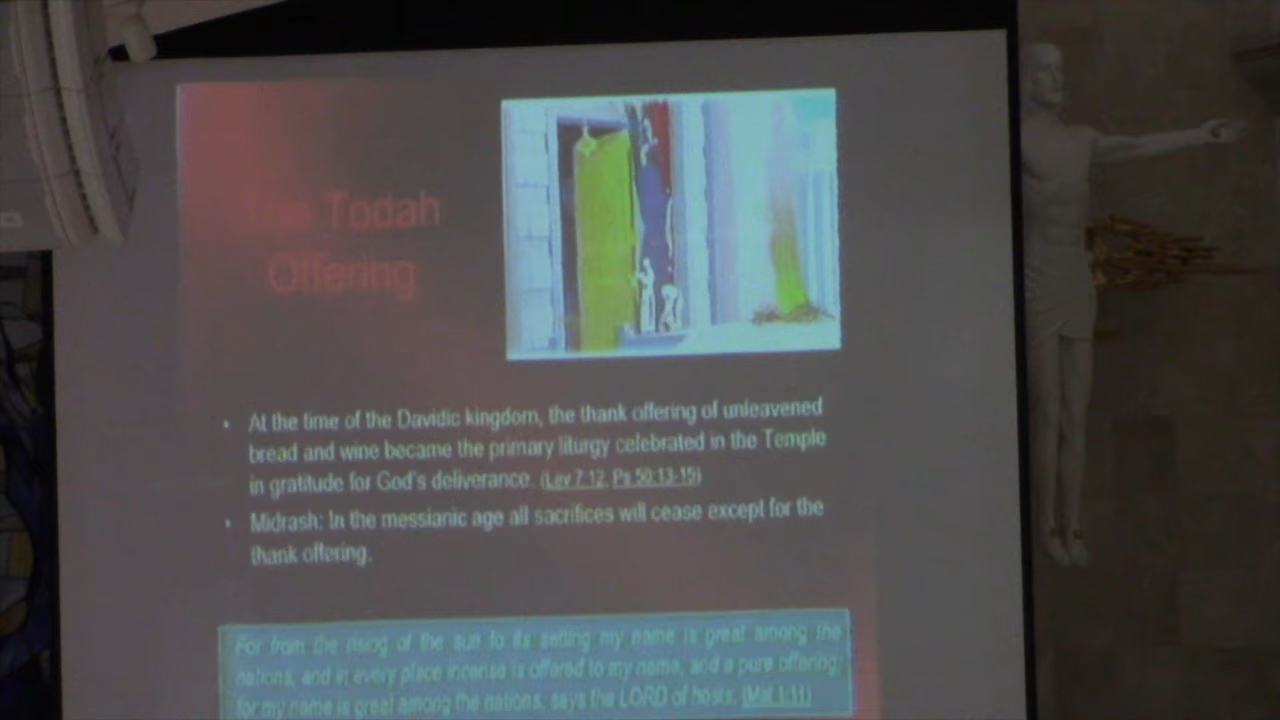 The Todah
Offering
• At the time of the Davidic kingdom, the thank offering of unleavened
bread and wine became the primary liturgy celebrated in the Temple
in gratitude for God's deliverance. (Lev 7:12, Ps 50:13-15)
• Midrash: In the messianic age all sacrifices will cease except for the
thank offering.
For from the rising of the sun to its setting my name is great among the
nations, and in every place incense is offered to my name, and a pure offering;
for my name is great among the nations, says the LORD of hosts. (Mal 1:11)